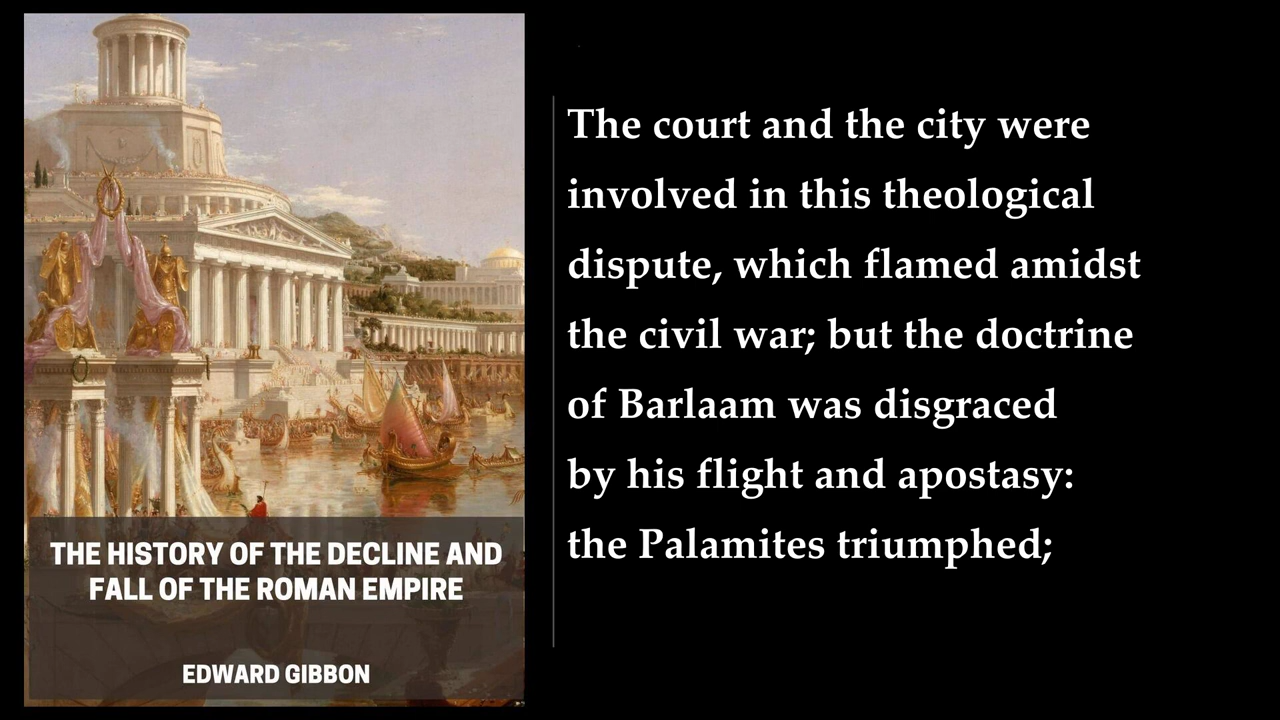 THE HISTORY OF THE DECLINE AND
FALL OF THE ROMAN EMPIRE
EDWARD GIBBON
The court and the city were
involved in this theological
dispute, which flamed amidst
the civil war; but the doctrine
of Barlaam was disgraced
by his flight and apostasy:
the Palamites triumphed;